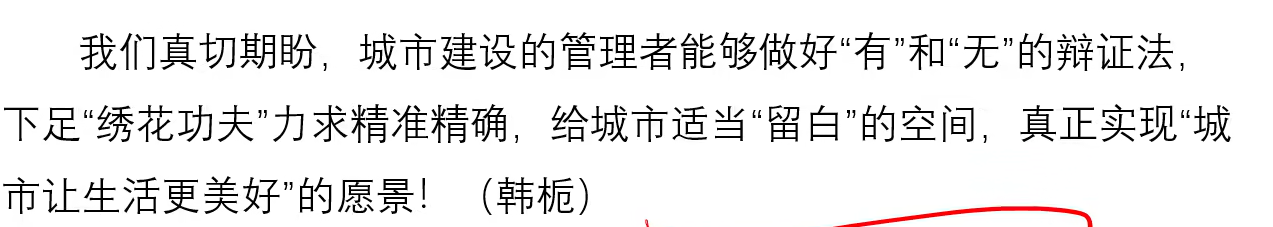 我们真切期盼，城市建设的管理者能够做好“有”和“无”的辩证法，
下足“绣花功夫”力求精准精确，给城市适当“留白”的空间，真正实现“城
市让生活更美好”的愿景！（韩栀）